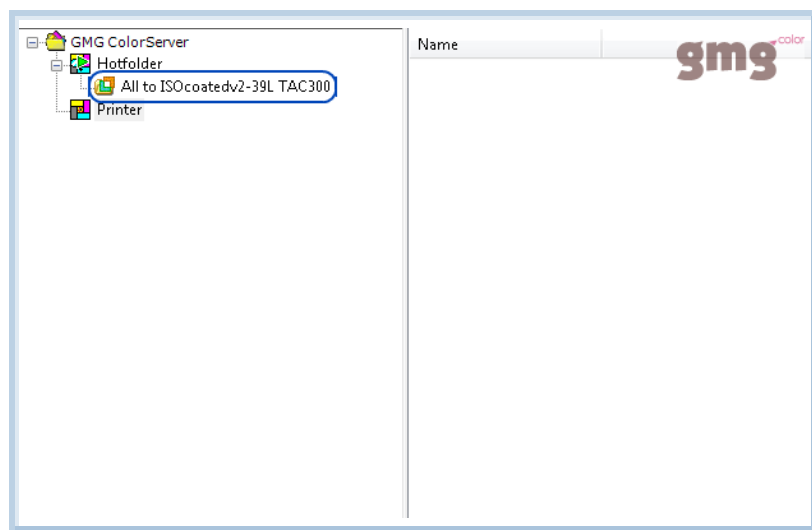 GMG ColorServer
Hotfolder
All to ISOcoatedv2-39L TAC300
Printer
Name
gmg color